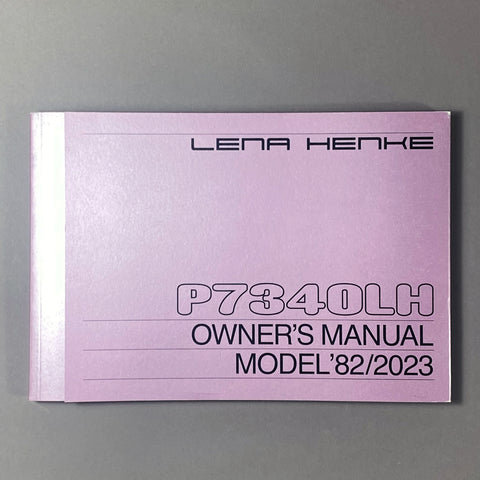 LENA HENKE
P7340LH
OWNER'S MANUAL
MODEL'82/2023